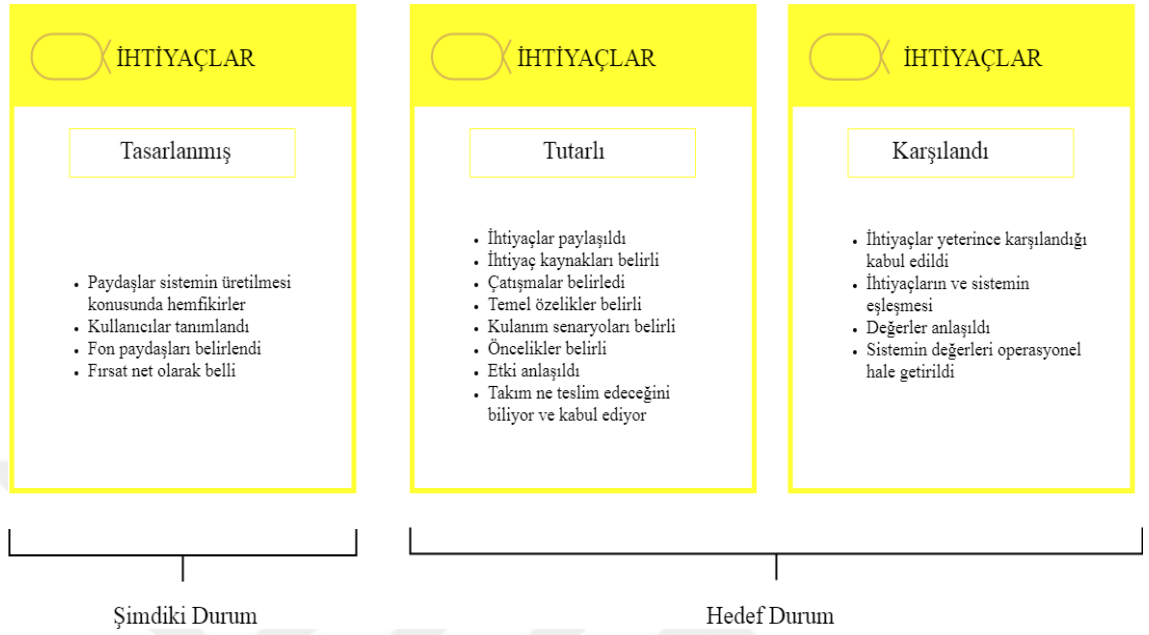 İHTİYAÇLAR
Tasarlanmış
• Paydaşlar sistemin üretilmesi
konusunda hemfikirler
• Kullanıcılar tanımlandı
• Fon paydaşları belirlendi
• Fırsat net olarak belli
İHTİYAÇLAR
Tutarlı
• İhtiyaçlar paylaşıldı
• İhtiyaç kaynakları belirli
• Çatışmalar belirledi
• Temel özelikler belirli
• Kulanım senaryoları belirli
• Öncelikler belirli
• Etki anlaşıldı
• Takım ne teslim edeceğini
biliyor ve kabul ediyor
İHTİYAÇLAR
Karşılandı
• İhtiyaçlar yeterince karşılandığı
kabul edildi
• İhtiyaçların ve sistemin
eşleşmesi
• Değerler anlaşıldı
• Sistemin değerleri operasyonel
hale getirildi
Şimdiki Durum
Hedef Durum